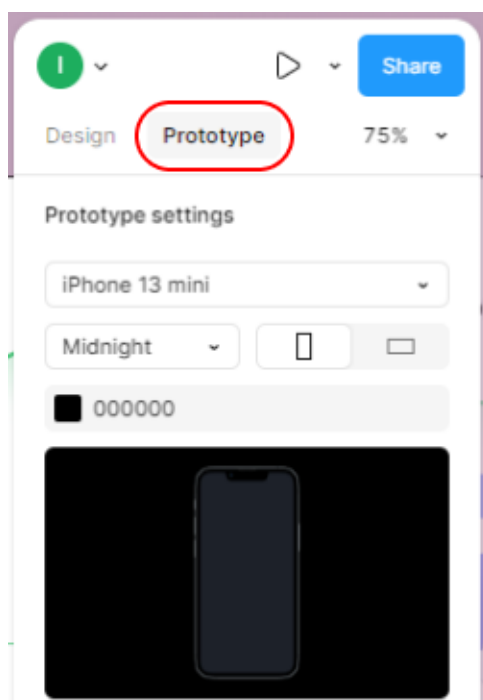 I
Share
Design Prototype 75%
Prototype settings
iPhone 13 mini
Midnight
000000